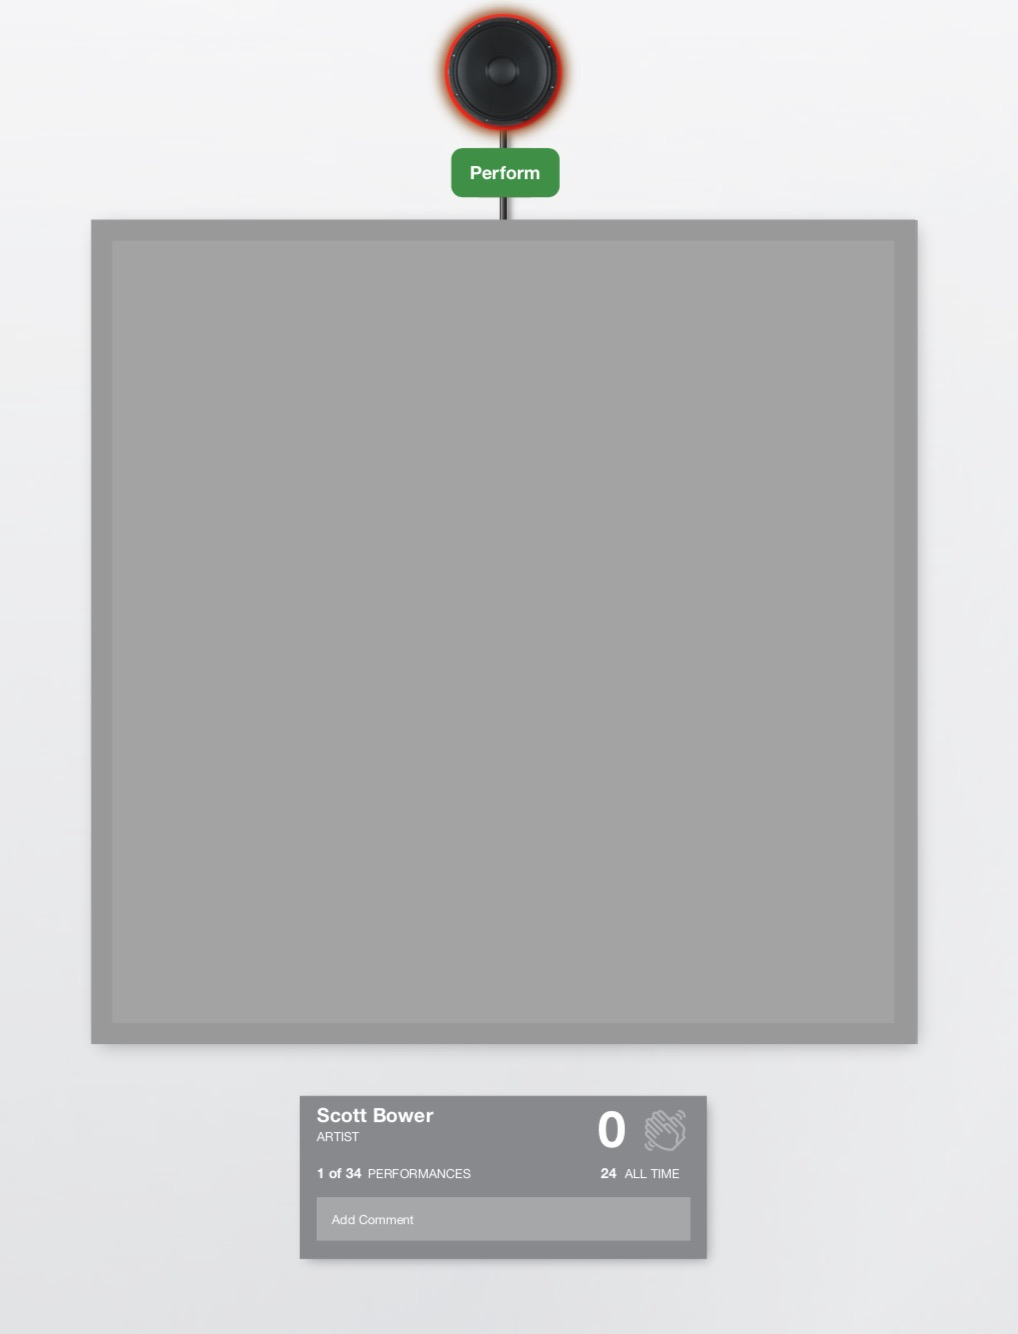 Perform
Scott Bower
ARTIST
0
1 of 34 PERFORMANCES
24 ALL TIME
Add Comment